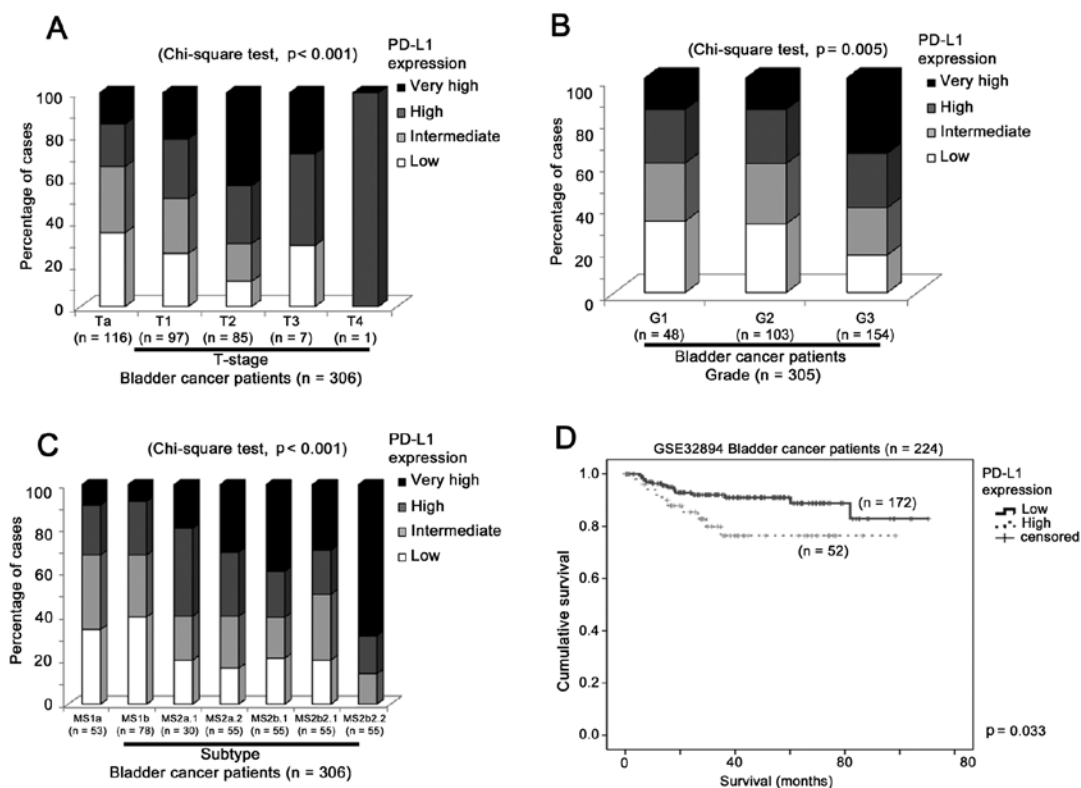 A
(Chi-square test, p < 0.001)
PD-L1
expression
Very high
High
Intermediate
Low
Percentage of cases
100
80
60
40
20
0
Ta T1 T2 T3 T4
(n = 116) (n = 97) (n = 85) (n = 7) (n = 1)
T-stage
Bladder cancer patients (n = 306)
B
(Chi-square test, p = 0.005)
PD-L1
expression
Very high
High
Intermediate
Low
Percentage of cases
100
80
60
40
20
0
G1 G2 G3
(n = 48) (n = 103) (n = 154)
Bladder cancer patients
Grade (n = 305)
C
(Chi-square test, p < 0.001)
PD-L1
expression
Very high
High
Intermediate
Low
Percentage of cases
100
80
60
40
20
0
MS1a MS1b MS2a.1 MS2a.2 MS2b.1 MS2b2.1 MS2b2.2
(n = 53) (n = 78) (n = 30) (n = 55) (n = 55) (n = 55) (n = 55)
Subtype
Bladder cancer patients (n = 306)
D
GSE32894 Bladder cancer patients (n = 224)
PD-L1
expression
Low
High
censored
(n = 172)
(n = 52)
Cumulative survival
1.0
0.8
0.6
0.4
0.2
0.0
p = 0.033
0 20 40 60 80
Survival (months)